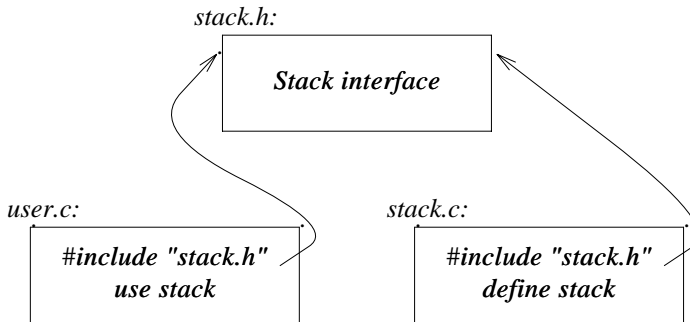 stack.h:
Stack interface
user.c:
#include "stack.h"
use stack
stack.c:
#include "stack.h"
define stack